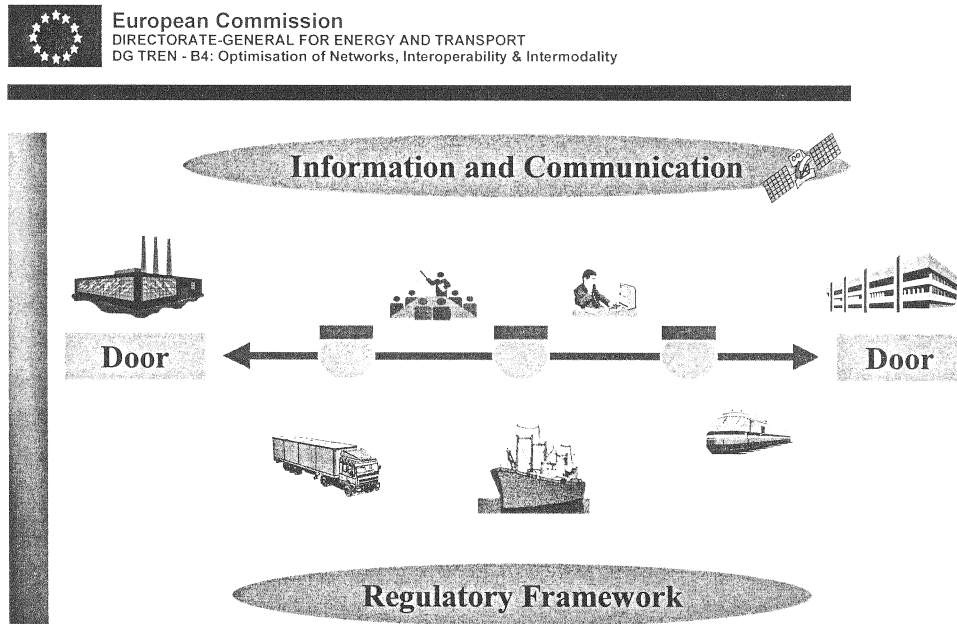 European Commission
DIRECTORATE-GENERAL FOR ENERGY AND TRANSPORT
DG TREN - B4: Optimisation of Networks, Interoperability & Intermodality
Information and Communication
Door
Door
Regulatory Framework